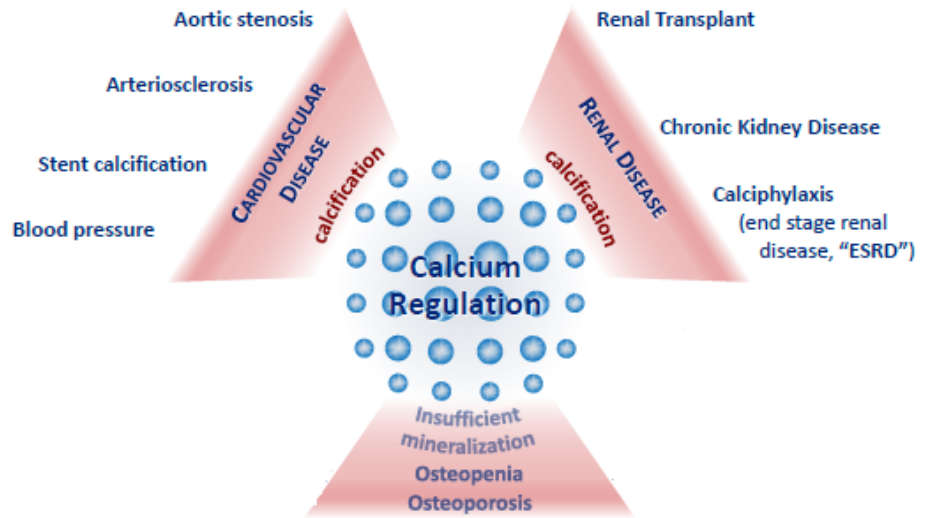 Aortic stenosis
Arteriosclerosis
Stent calcification
Blood pressure
CARDIOVASCULAR
DISEASE
calcification
Renal Transplant
Chronic Kidney Disease
Calciphylaxis
(end stage renal
disease, “ESRD”)
RENAL DISEASE
calcification
Calcium
Regulation
Insufficient
mineralization
Osteopenia
Osteoporosis